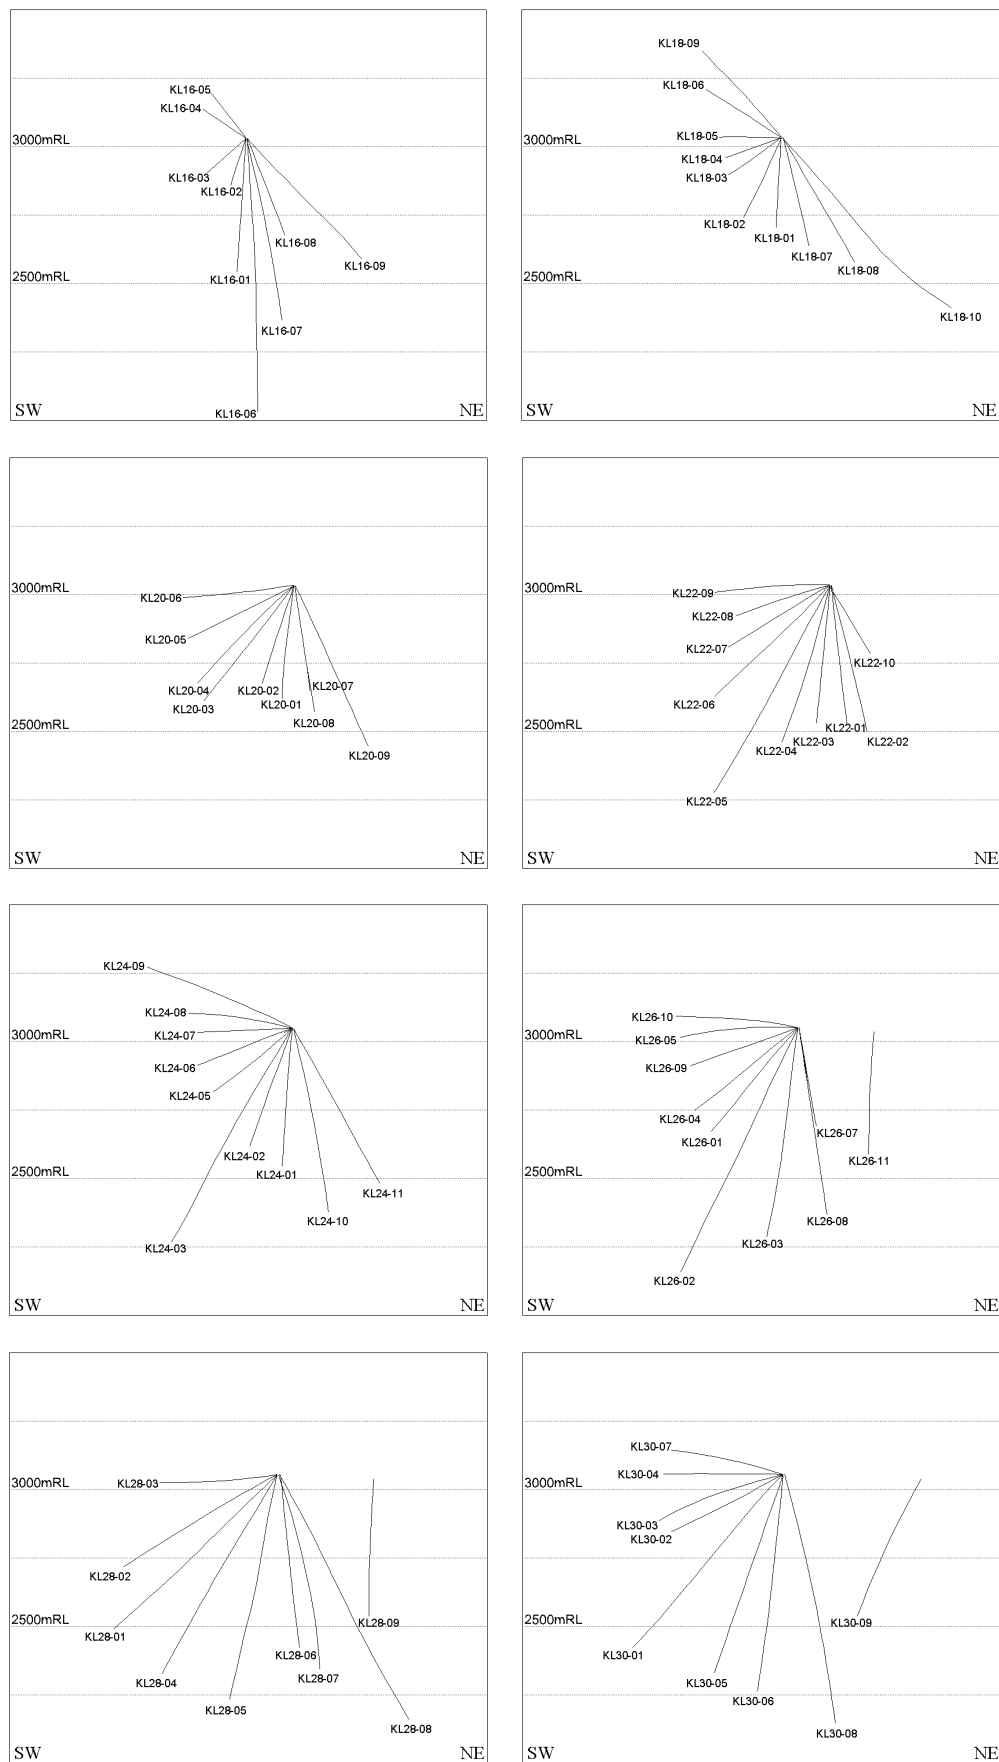 KL16-05
KL16-04
3000mRL
KL16-03
KL16-02
KL16-08
KL16-09
KL16-01
2500mRL
KL16-07
KL16-06
SW
NE
KL18-09
KL18-06
KL18-05
KL18-04
KL18-03
KL18-02
KL18-01
KL18-07
KL18-08
KL18-10
SW
NE
3000mRL
KL20-06
KL20-05
KL20-04
KL20-02
KL20-07
KL20-03
KL20-01
KL20-08
2500mRL
KL20-09
SW
NE
3000mRL
KL22-09
KL22-08
KL22-07
KL22-10
KL22-06
2500mRL
KL22-01
KL22-04
KL22-03
KL22-02
KL22-05
SW
NE
KL24-09
KL24-08
3000mRL
KL24-07
KL24-06
KL24-05
KL24-02
2500mRL
KL24-01
KL24-11
KL24-10
KL24-03
SW
NE
KL26-10
3000mRL
KL26-05
KL26-09
KL26-04
KL26-07
KL26-01
KL26-11
2500mRL
KL26-08
KL26-03
KL26-02
SW
NE
3000mRL
KL28-03
KL28-02
2500mRL
KL28-09
KL28-01
KL28-06
KL28-07
KL28-04
KL28-05
KL28-08
SW
NE
KL30-07
KL30-04
3000mRL
KL30-03
KL30-02
2500mRL
KL30-09
KL30-01
KL30-05
KL30-06
KL30-08
SW
NE